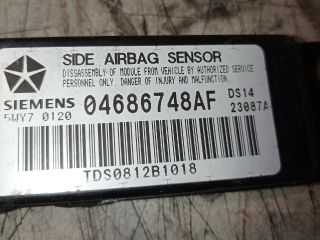 SIDE AIRBAG SENSOR
DISSASSEMBLY OF MODULE FROM VEHICLE BY AUTHORIZED SERVICE
PERSONNEL ONLY. DANGER OF INJURY AND MALFUNCTION
SIEMENS 04686748AF DS14
5WY7 0120 23087A
TDS0812B1018